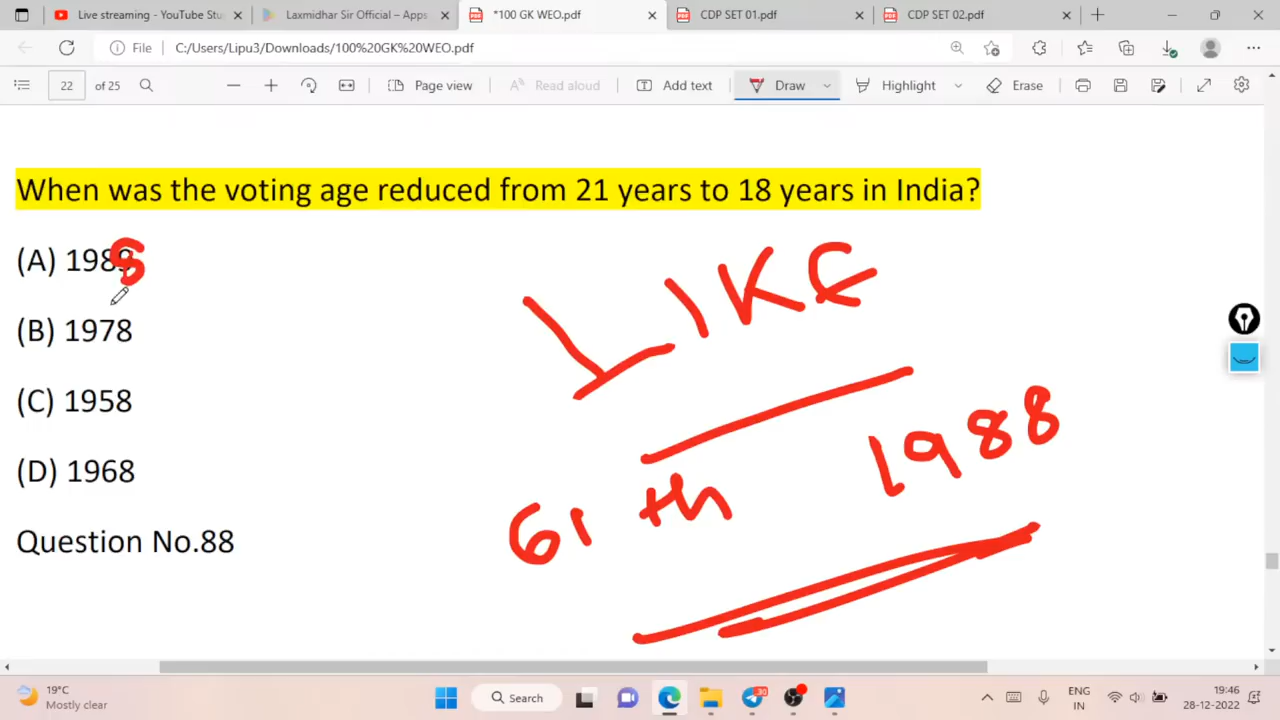 Live streaming - YouTube Stu
Laxmidhar Sir Official – Apps
*100 GK WEO.pdf
CDP SET 01.pdf
CDP SET 02.pdf
File
C:/Users/Lipu3/Downloads/100%20GK%20WEO.pdf
22 of 25
Page view
Read aloud
Add text
Draw
Highlight
Erase
When was the voting age reduced from 21 years to 18 years in India?
(A) 1988
(B) 1978
(C) 1958
(D) 1968
Question No.88
LIKE
61 th 1988
19°C
Mostly clear
Search
30
ENG
IN
19:46
28-12-2022